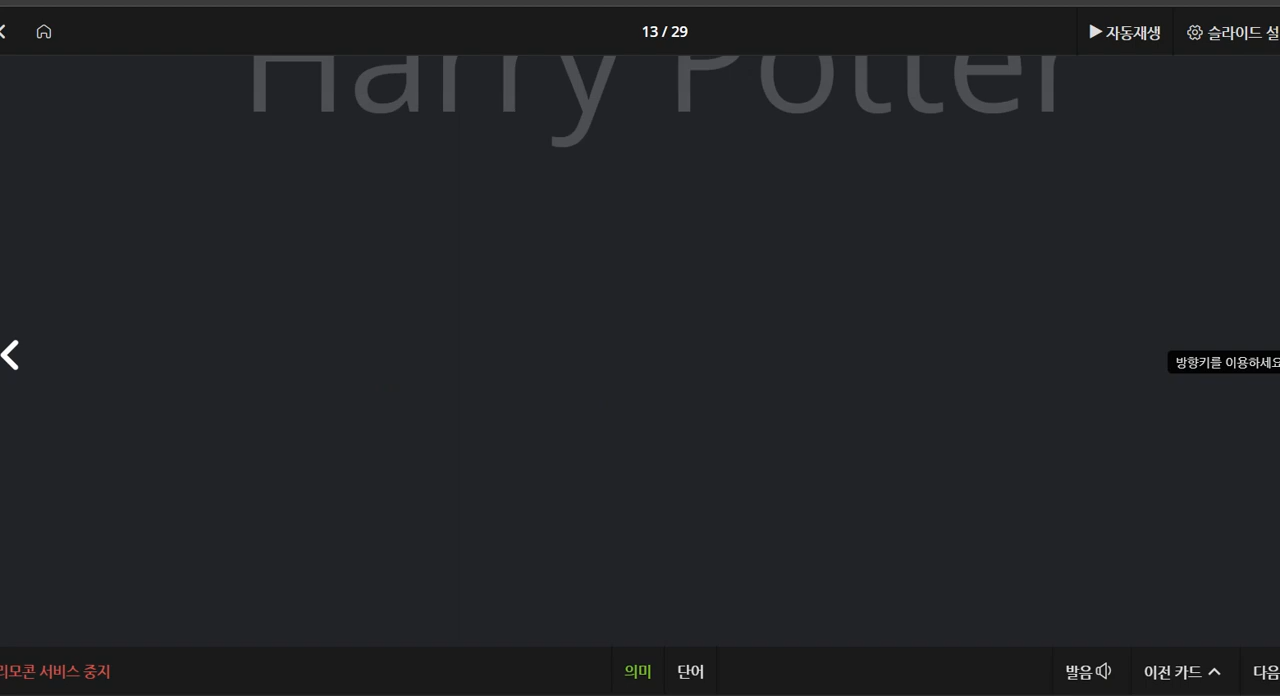 13 / 29
자동재생
슬라이드 설
Harry Potter
방향키를 이용하세요
리모콘 서비스 중지
의미
단어
발음
이전 카드
다음